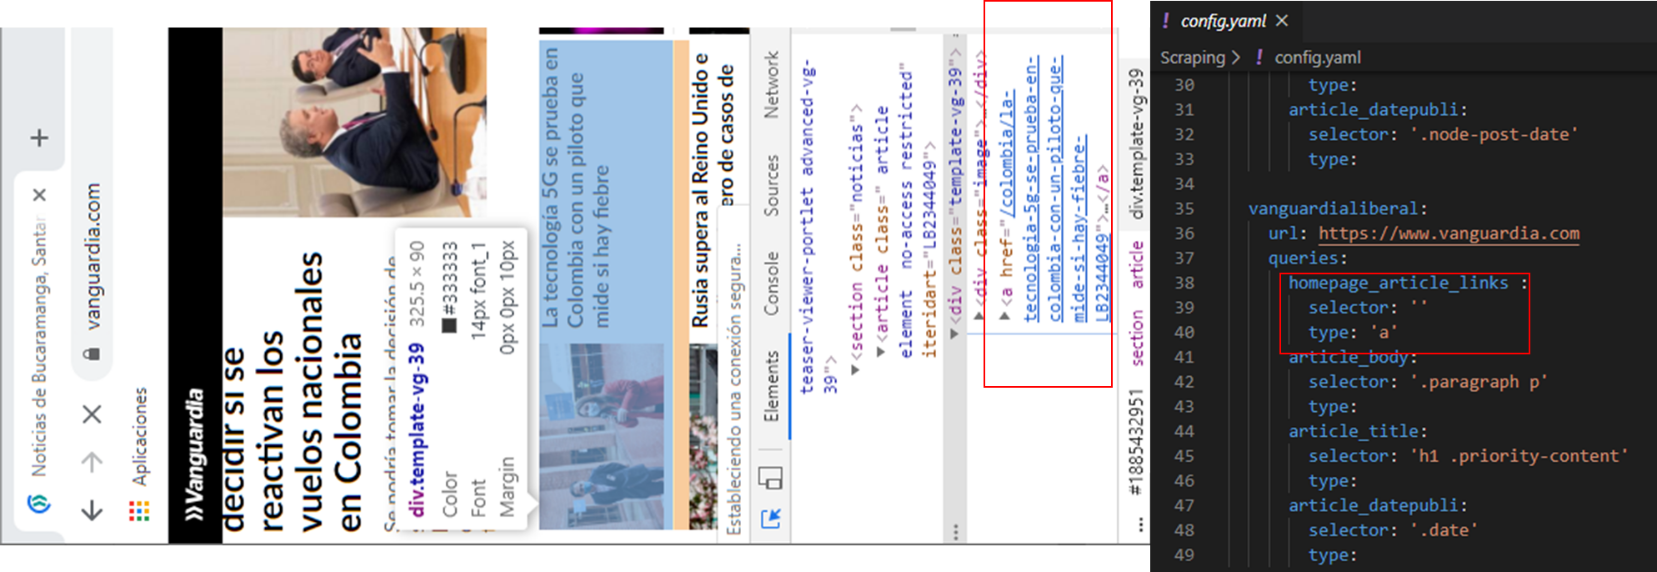 Noticias de Bucaramanga, Santar
vanguardia.com
Aplicaciones
Vanguardia
decidir si se
reactivan los
vuelos nacionales
en Colombia
Se podría tomar la decisión de
div.template-vg-39 325.5 × 90
Color #333333
Font 14px font_1
Margin 0px 0px 10px
La tecnología 5G se prueba en
Colombia con un piloto que
mide si hay fiebre
Rusia supera al Reino Unido e
ero de casos de
Estableciendo una conexión segura...
Elements Console Sources Network
teaser-viewer-portlet advanced-vg-
39">
▼<section class="noticias">
▼<article class=" article
element  no-access restricted"
iteridart="LB2344049">
... ▼<div class="template-vg-39">
▶<div class="image">…</div>
▶<a href="/colombia/la-
tecnologia-5g-se-prueba-en-
colombia-con-un-piloto-que-
mide-si-hay-fiebre-
LB2344049">…</a>
... #1885432951 section article div.template-vg-39
! config.yaml ×
Scraping > ! config.yaml
30 type:
31 article_datepubli:
32 selector: '.node-post-date'
33 type:
34
35 vanguardialiberal:
36 url: https://www.vanguardia.com
37 queries:
38 homepage_article_links :
39 selector: ''
40 type: 'a'
41 article_body:
42 selector: '.paragraph p'
43 type:
44 article_title:
45 selector: 'h1 .priority-content'
46 type:
47 article_datepubli:
48 selector: '.date'
49 type: